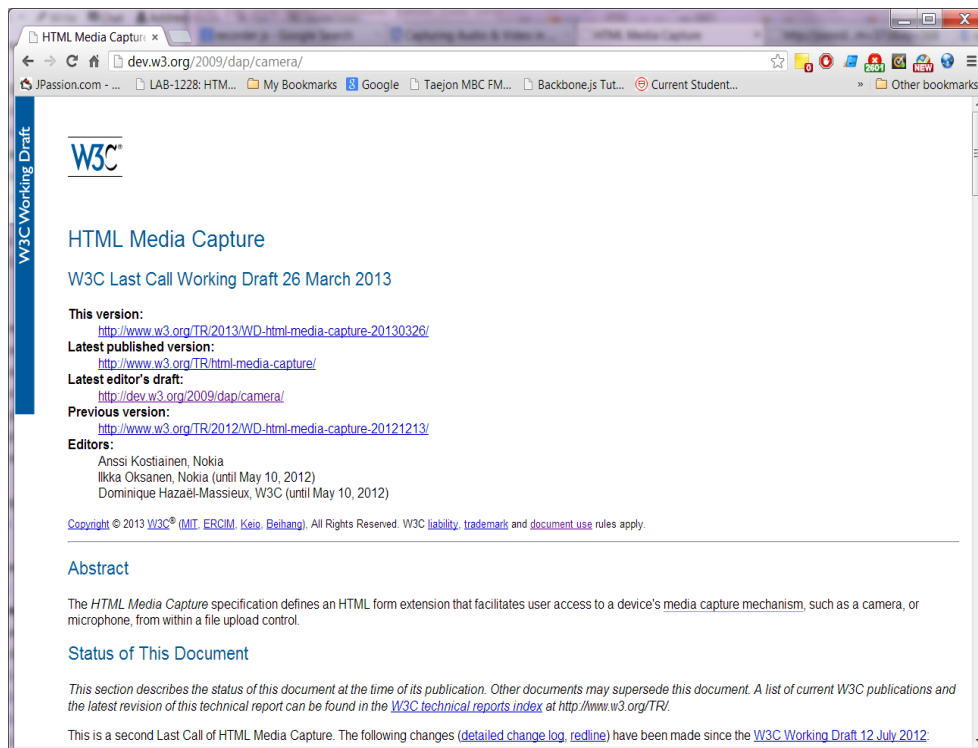 HTML Media Capture ×
dev.w3.org/2009/dap/camera/
JPassion.com - ... LAB-1228: HTM... My Bookmarks Google Taejon MBC FM... Backbone.js Tut... Current Student... » Other bookmarks
W3C Working Draft
W3C®
HTML Media Capture
W3C Last Call Working Draft 26 March 2013
This version:
http://www.w3.org/TR/2013/WD-html-media-capture-20130326/
Latest published version:
http://www.w3.org/TR/html-media-capture/
Latest editor's draft:
http://dev.w3.org/2009/dap/camera/
Previous version:
http://www.w3.org/TR/2012/WD-html-media-capture-20121213/
Editors:
Anssi Kostiainen, Nokia
Ilkka Oksanen, Nokia (until May 10, 2012)
Dominique Hazaël-Massieux, W3C (until May 10, 2012)
Copyright © 2013 W3C® (MIT, ERCIM, Keio, Beihang), All Rights Reserved. W3C liability, trademark and document use rules apply.
Abstract
The HTML Media Capture specification defines an HTML form extension that facilitates user access to a device's media capture mechanism, such as a camera, or
microphone, from within a file upload control.
Status of This Document
This section describes the status of this document at the time of its publication. Other documents may supersede this document. A list of current W3C publications and
the latest revision of this technical report can be found in the W3C technical reports index at http://www.w3.org/TR/.
This is a second Last Call of HTML Media Capture. The following changes (detailed change log, redline) have been made since the W3C Working Draft 12 July 2012: